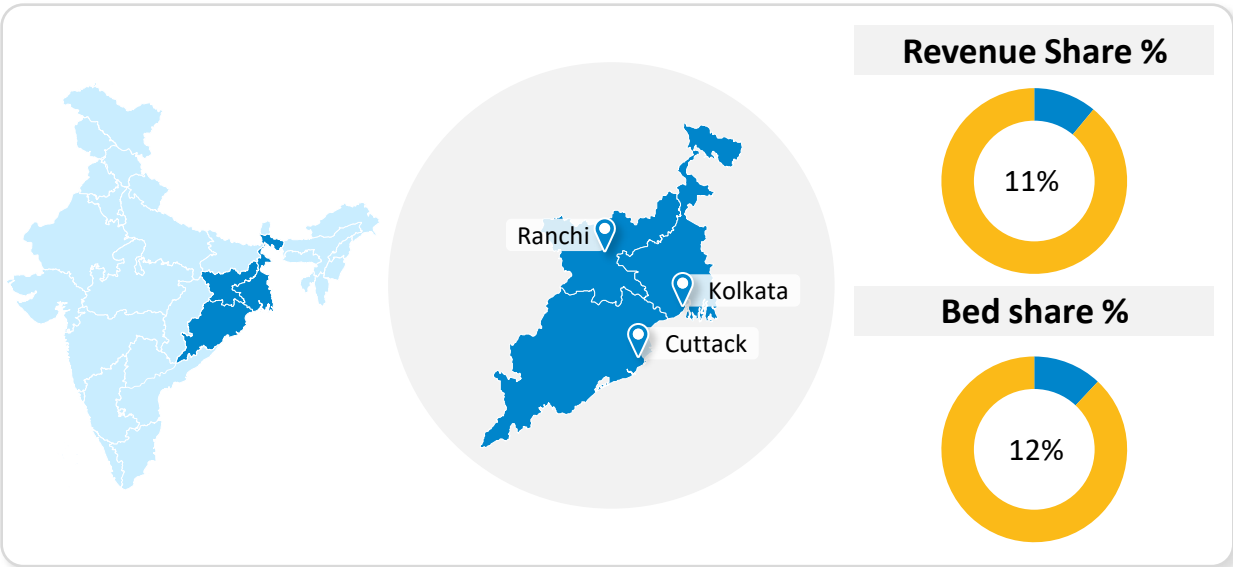 Revenue Share %
11%
Ranchi
Kolkata
Cuttack
Bed share %
12%